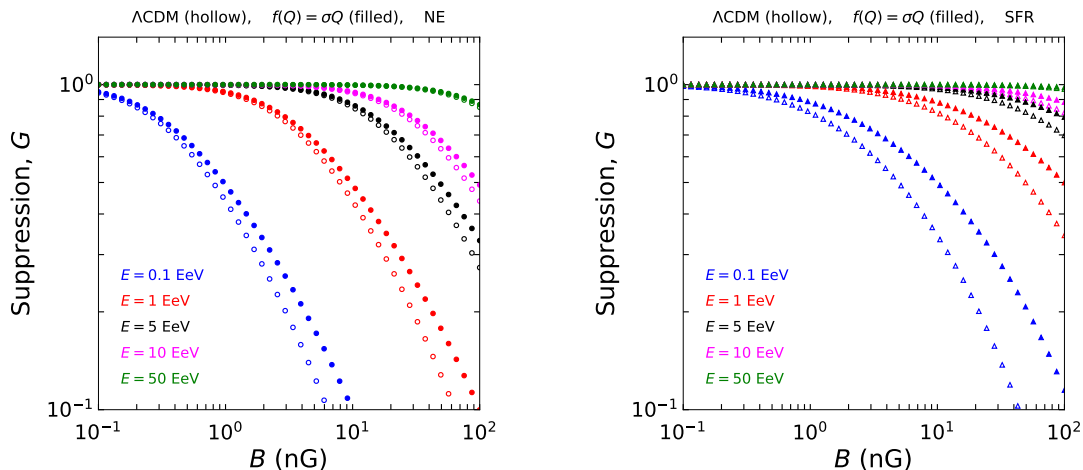 ΛCDM (hollow), f(Q) = σQ (filled), NE
10⁰
10⁻¹
Suppression, G
E = 0.1 EeV
E = 1 EeV
E = 5 EeV
E = 10 EeV
E = 50 EeV
10⁻¹ 10⁰ 10¹ 10²
B (nG)
ΛCDM (hollow), f(Q) = σQ (filled), SFR
10⁰
10⁻¹
Suppression, G
E = 0.1 EeV
E = 1 EeV
E = 5 EeV
E = 10 EeV
E = 50 EeV
10⁻¹ 10⁰ 10¹ 10²
B (nG)